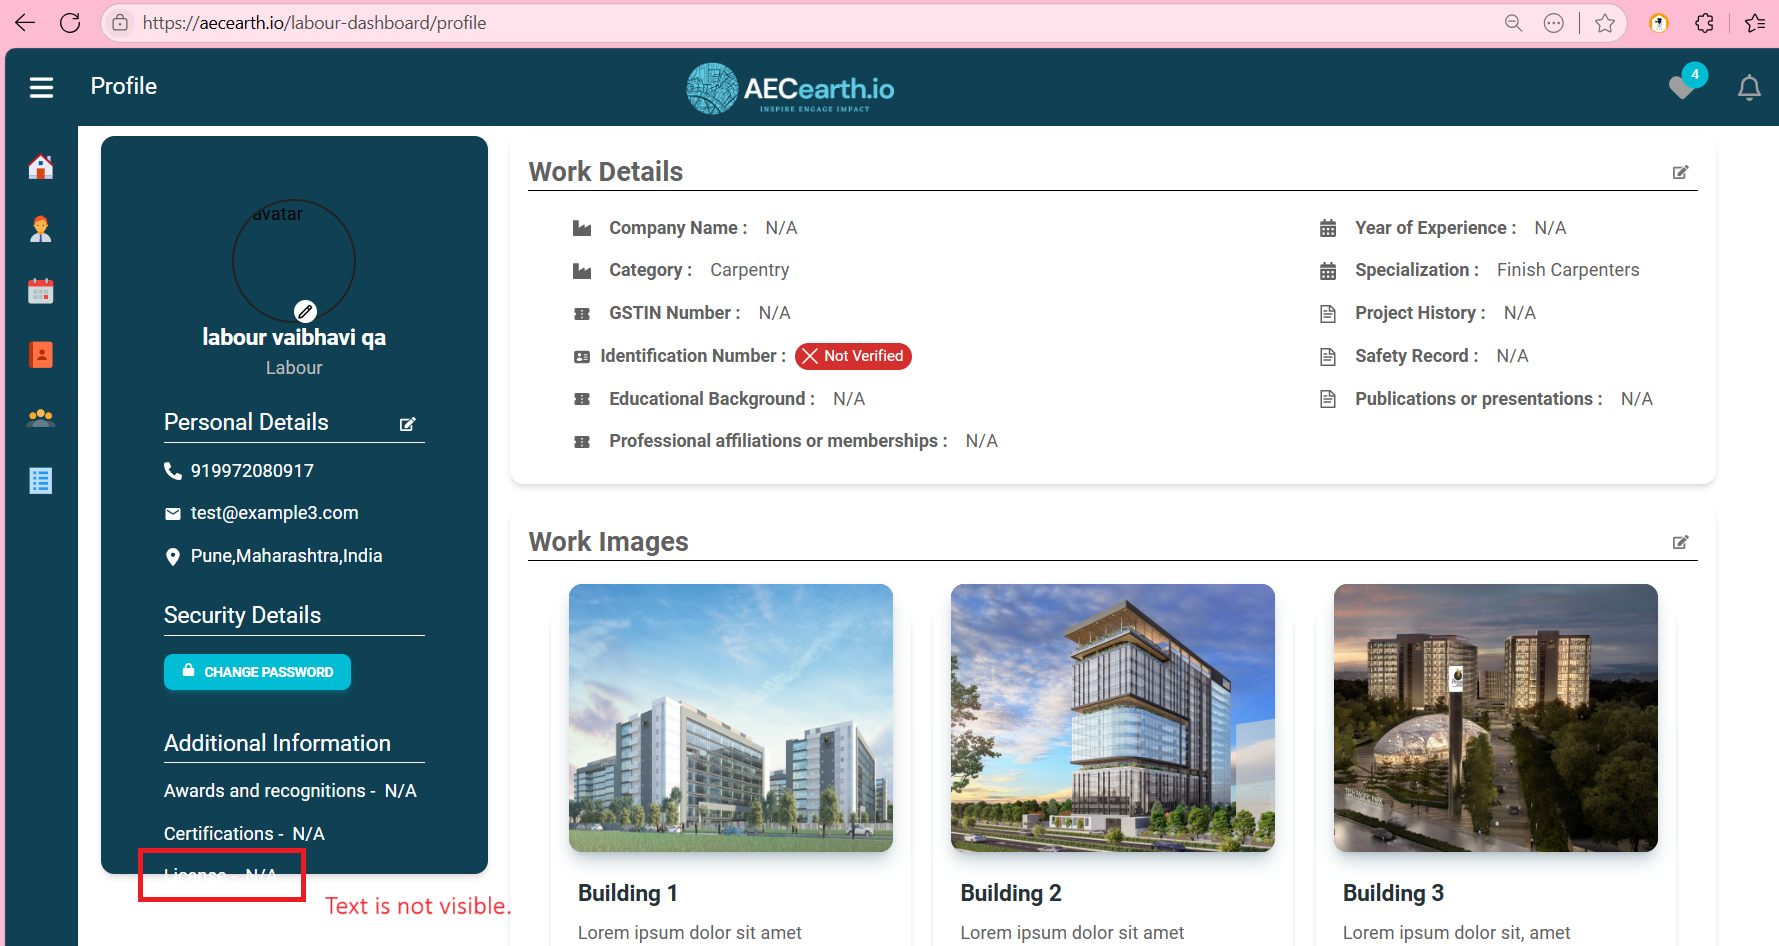 https://aecearth.io/labour-dashboard/profile
Profile
AECearth.io
INSPIRE ENGAGE IMPACT
4
avatar
labour vaibhavi qa
Labour
Personal Details
919972080917
test@example3.com
Pune,Maharashtra,India
Security Details
CHANGE PASSWORD
Additional Information
Awards and recognitions - N/A
Certifications - N/A
License - N/A
Text is not visible.
Work Details
Company Name : N/A
Category : Carpentry
GSTIN Number : N/A
Identification Number : Not Verified
Educational Background : N/A
Professional affiliations or memberships : N/A
Year of Experience : N/A
Specialization : Finish Carpenters
Project History : N/A
Safety Record : N/A
Publications or presentations : N/A
Work Images
Building 1
Lorem ipsum dolor sit amet
Building 2
Lorem ipsum dolor sit amet
Building 3
Lorem ipsum dolor sit, amet